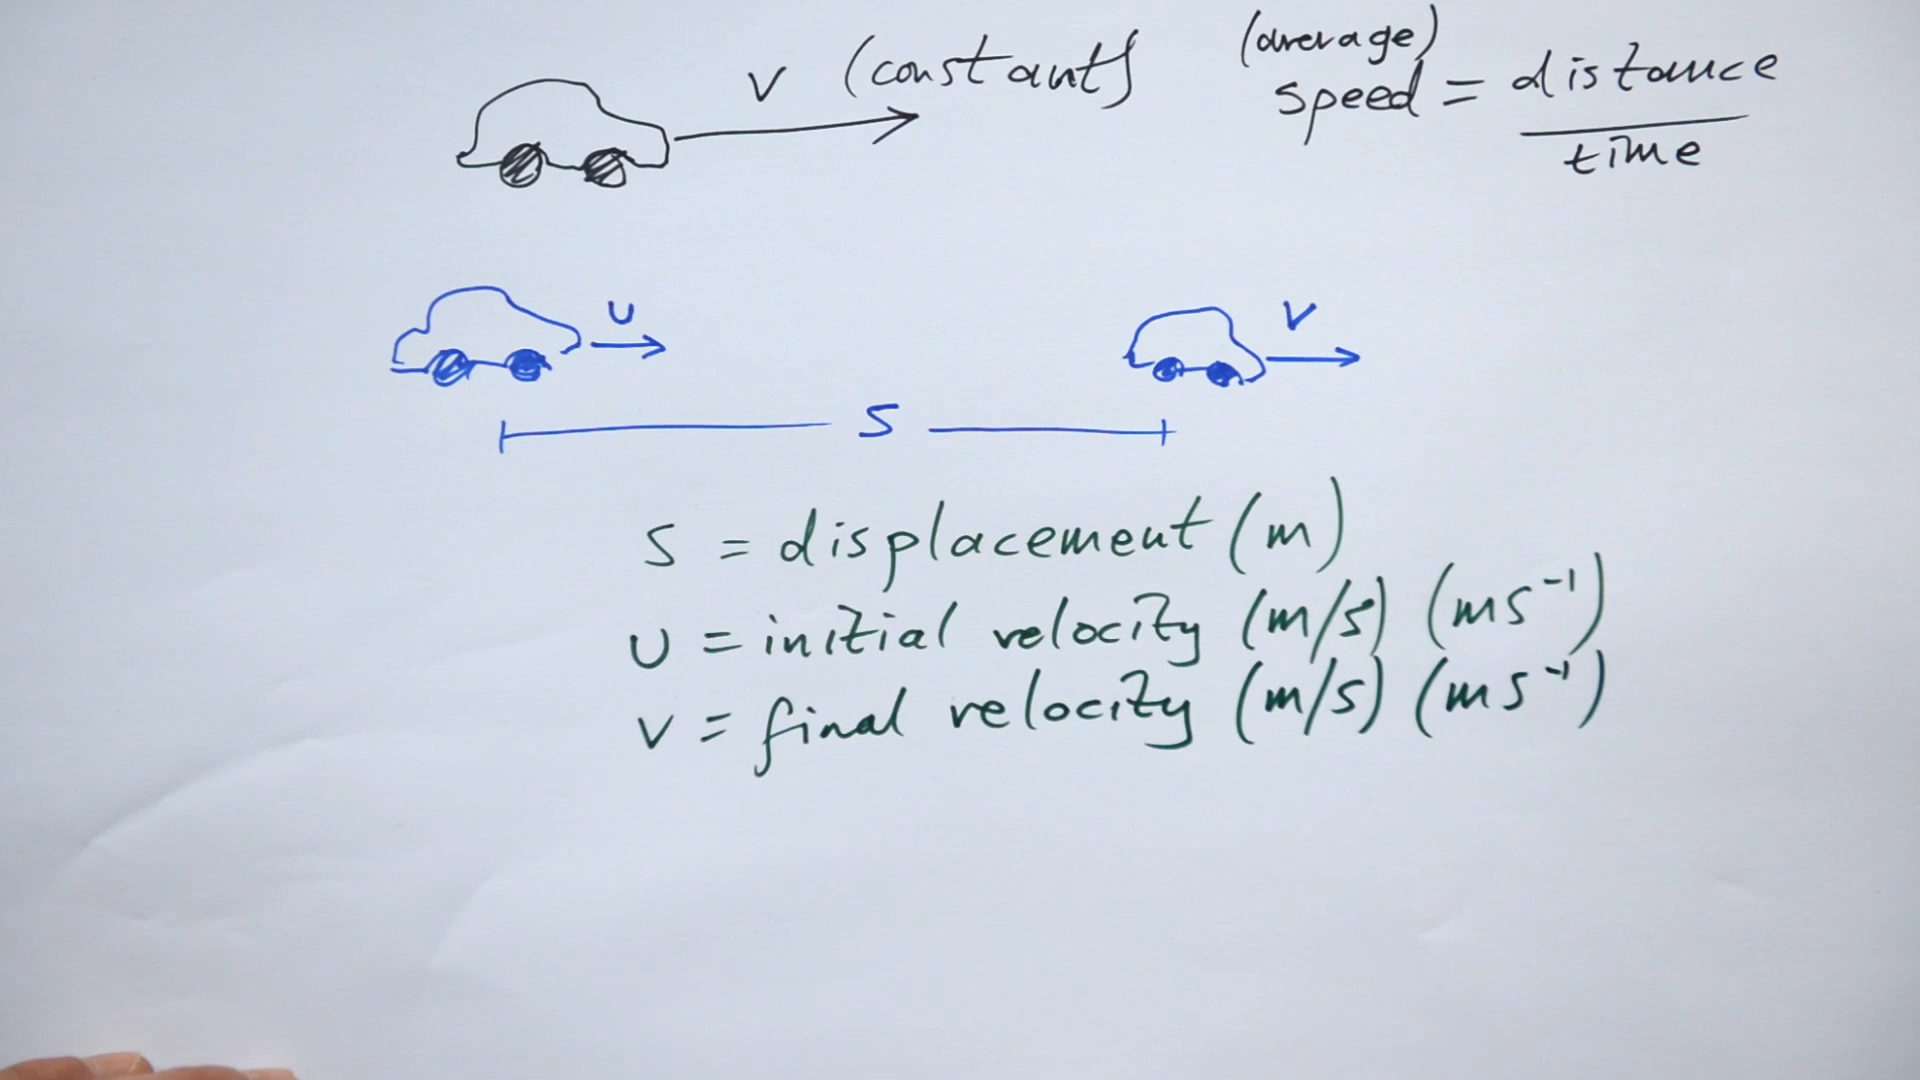 v (constant)
(average)
speed = distance
time
u
v
s
s = displacement (m)
u = initial velocity (m/s) (ms⁻¹)
v = final velocity (m/s) (ms⁻¹)